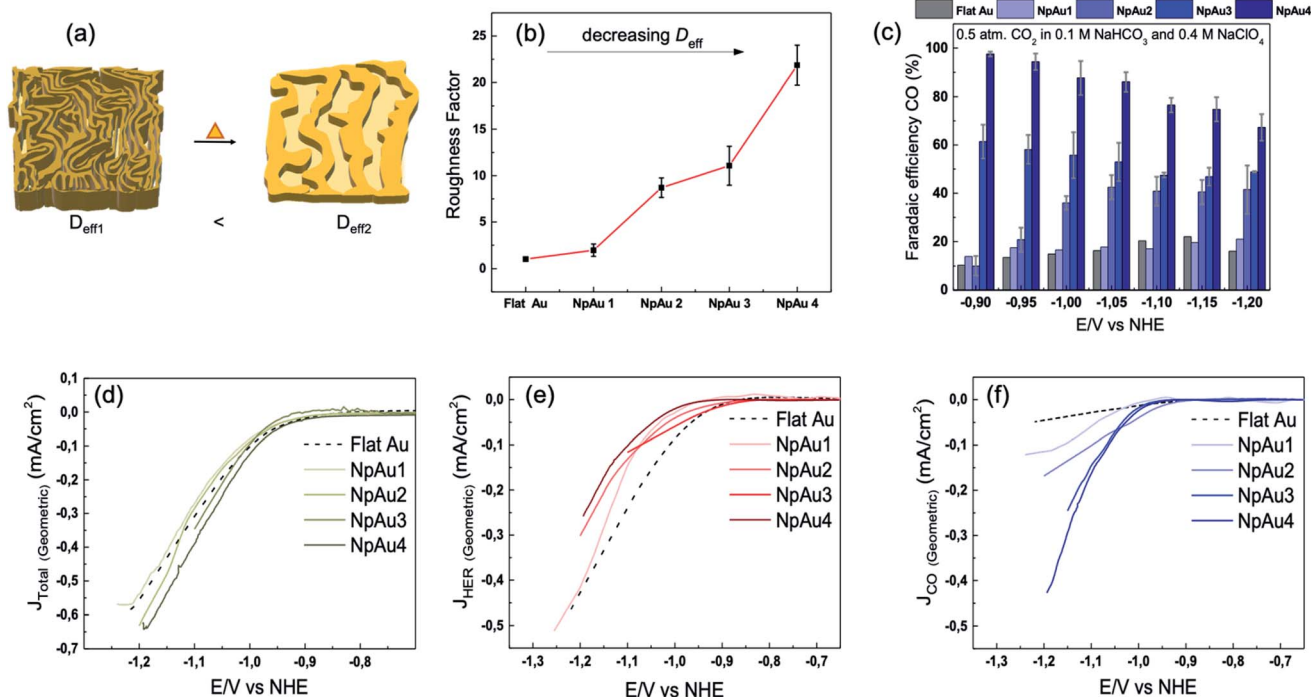 (a)
D_eff1
<
D_eff2
(b)
Roughness Factor
decreasing D_eff
25
20
15
10
5
0
Flat Au NpAu 1 NpAu 2 NpAu 3 NpAu 4
Flat Au NpAu1 NpAu2 NpAu3 NpAu4
(c)
0.5 atm. CO₂ in 0.1 M NaHCO₃ and 0.4 M NaClO₄
Faradaic efficiency CO (%)
100
80
60
40
20
0
-0,90 -0,95 -1,00 -1,05 -1,10 -1,15 -1,20
E/V vs NHE
(d)
J_Total (Geometric) (mA/cm²)
0,1
0,0
-0,1
-0,2
-0,3
-0,4
-0,5
-0,6
-0,7
Flat Au
NpAu1
NpAu2
NpAu3
NpAu4
-1,2 -1,1 -1,0 -0,9 -0,8
E/V vs NHE
(e)
J_HER (Geometric) (mA/cm²)
0,0
-0,1
-0,2
-0,3
-0,4
-0,5
Flat Au
NpAu1
NpAu2
NpAu3
NpAu4
-1,3 -1,2 -1,1 -1,0 -0,9 -0,8 -0,7
E/V vs NHE
(f)
J_CO (Geometric) (mA/cm²)
0,0
-0,1
-0,2
-0,3
-0,4
-0,5
Flat Au
NpAu1
NpAu2
NpAu3
NpAu4
-1,3 -1,2 -1,1 -1,0 -0,9 -0,8 -0,7
E/V vs NHE